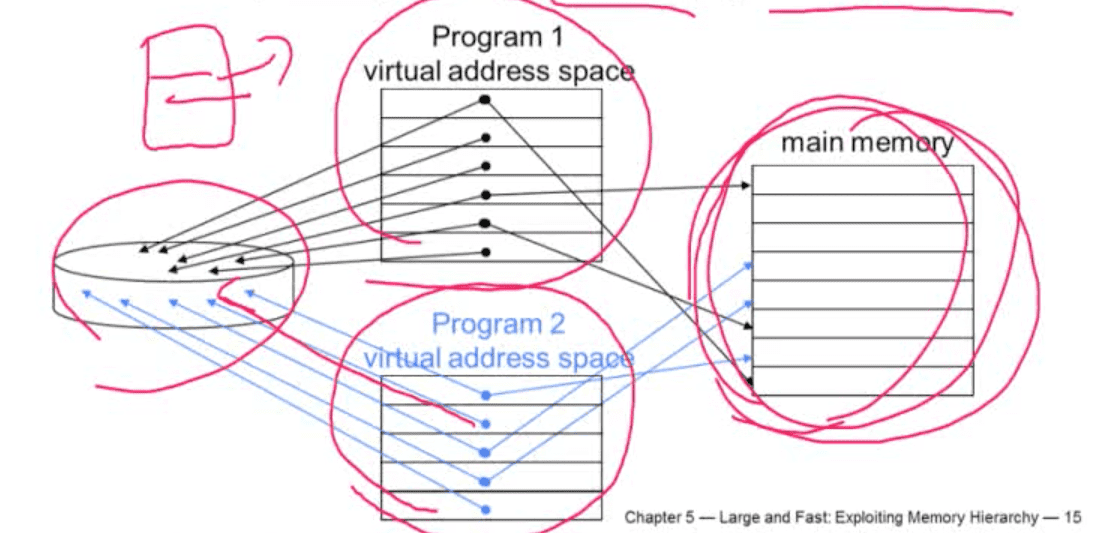 Program 1
virtual address space
main memory
Program 2
virtual address space
Chapter 5 — Large and Fast: Exploiting Memory Hierarchy — 15